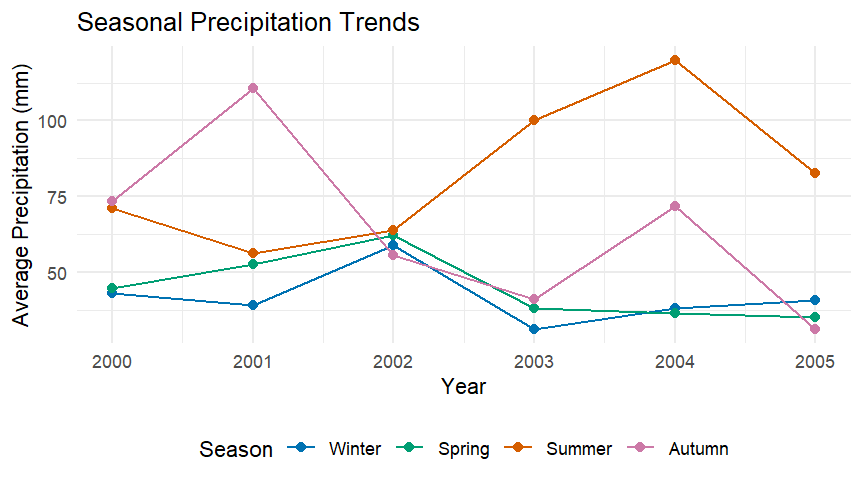 Seasonal Precipitation Trends
Average Precipitation (mm)
100
75
50
2000 2001 2002 2003 2004 2005
Year
Season Winter Spring Summer Autumn